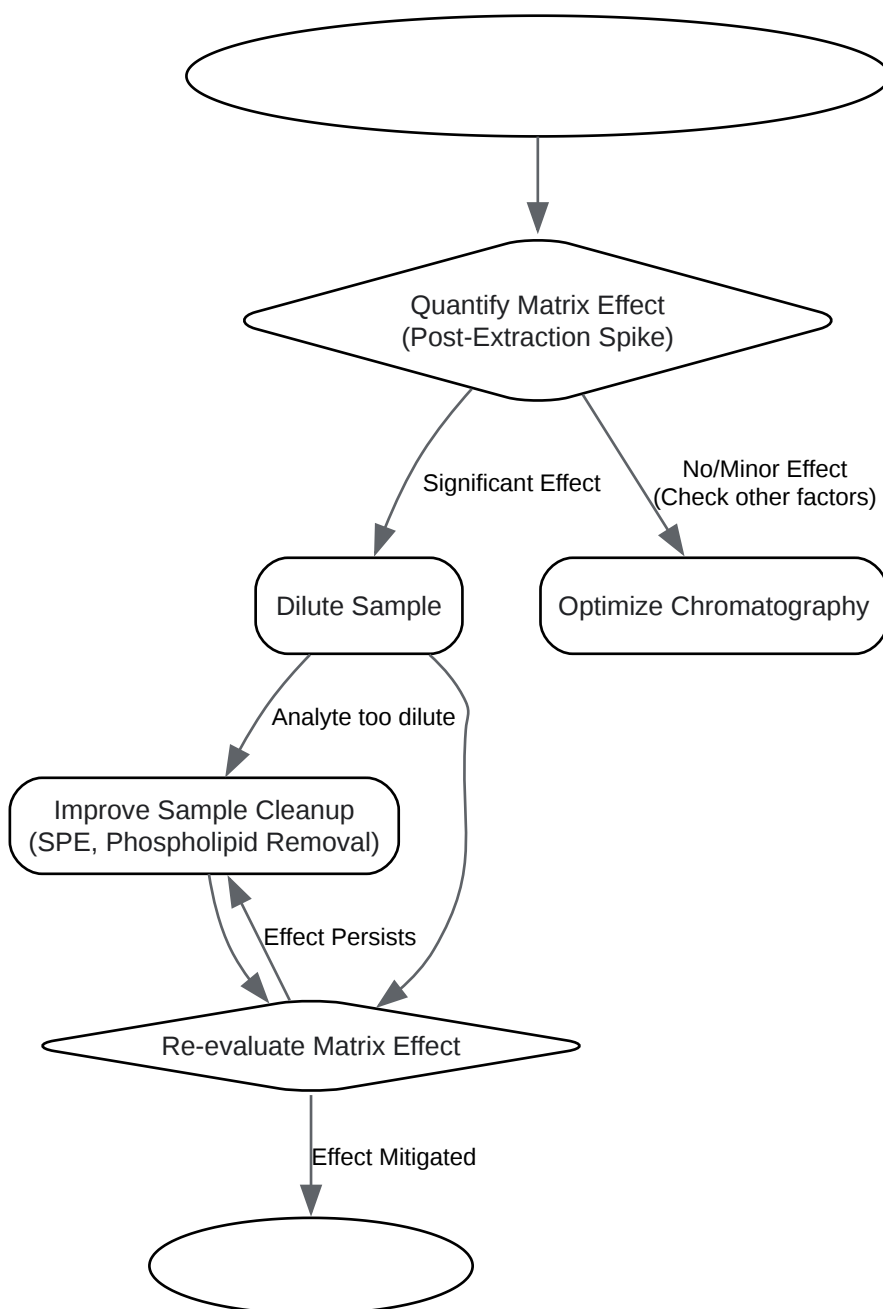 Quantify Matrix Effect
(Post-Extraction Spike)
Significant Effect
No/Minor Effect
(Check other factors)
Dilute Sample
Optimize Chromatography
Analyte too dilute
Improve Sample Cleanup
(SPE, Phospholipid Removal)
Effect Persists
Re-evaluate Matrix Effect
Effect Mitigated